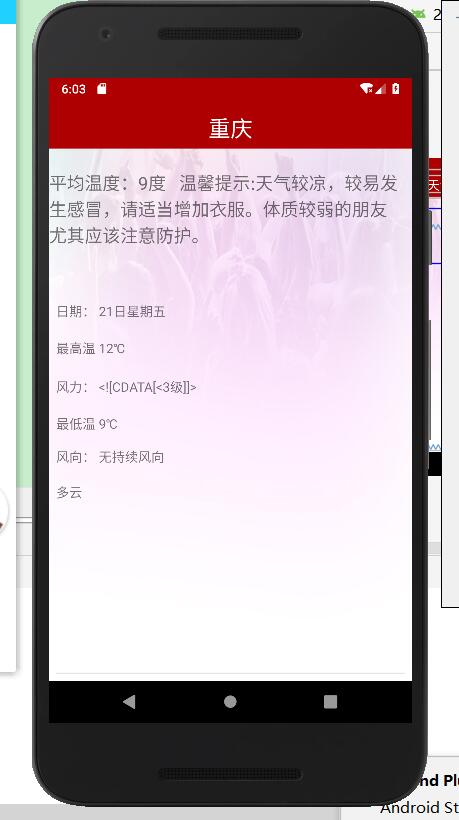 2
6:03
重庆
天
平均温度：9度 温馨提示:天气较凉，较易发
生感冒，请适当增加衣服。体质较弱的朋友
尤其应该注意防护。
日期： 21日星期五
最高温 12℃
风力： <![CDATA[<3级]]>
最低温 9℃
风向： 无持续风向
多云
nd Plu
Android St